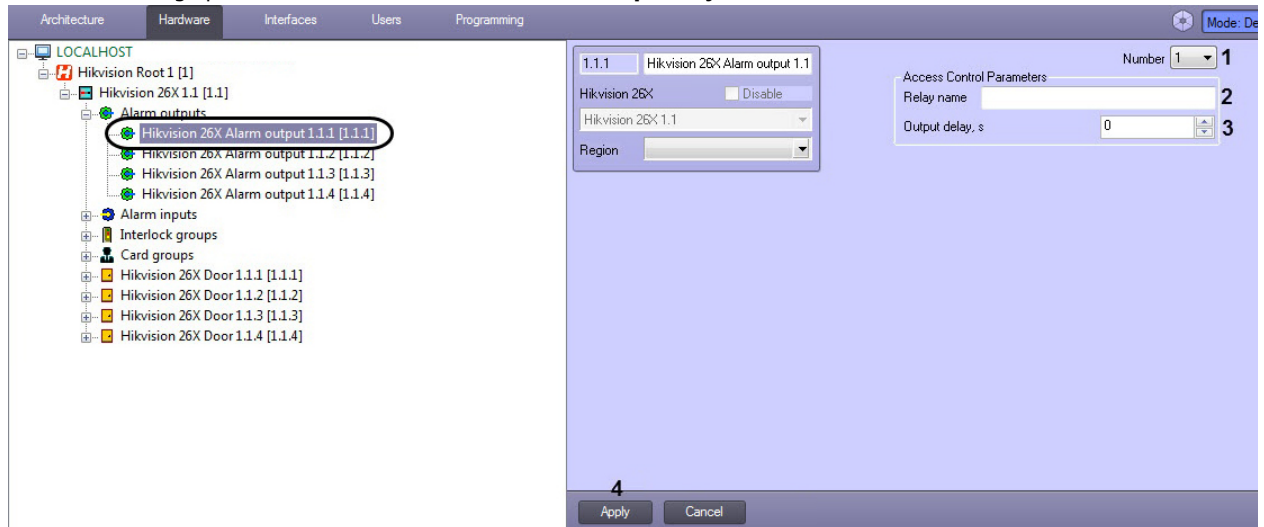 Architecture Hardware Interfaces Users Programming Mode: De
LOCALHOST
Hikvision Root 1 [1]
Hikvision 26X 1.1 [1.1]
Alarm outputs
Hikvision 26X Alarm output 1.1.1 [1.1.1]
Hikvision 26X Alarm output 1.1.2 [1.1.2]
Hikvision 26X Alarm output 1.1.3 [1.1.3]
Hikvision 26X Alarm output 1.1.4 [1.1.4]
Alarm inputs
Interlock groups
Card groups
Hikvision 26X Door 1.1.1 [1.1.1]
Hikvision 26X Door 1.1.2 [1.1.2]
Hikvision 26X Door 1.1.3 [1.1.3]
Hikvision 26X Door 1.1.4 [1.1.4]
1.1.1 Hikvision 26X Alarm output 1.1
Hikvision 26X Disable
Hikvision 26X 1.1
Region
Number 1 1
Access Control Parameters
Relay name 2
Output delay, s 0 3
4
Apply Cancel